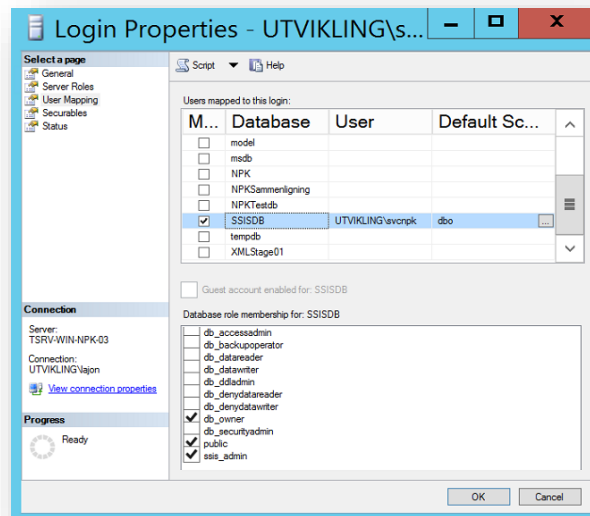 Login Properties - UTVIKLING\s...
Select a page
General
Server Roles
User Mapping
Securables
Status
Script
Help
Users mapped to this login:
M... Database User Default Sc...
model
msdb
NPK
NPKSammenligning
NPKTestdb
SSISDB UTVIKLING\svcnpk dbo ...
tempdb
XMLStage01
Guest account enabled for: SSISDB
Database role membership for: SSISDB
db_accessadmin
db_backupoperator
db_datareader
db_datawriter
db_ddladmin
db_denydatareader
db_denydatawriter
db_owner
db_securityadmin
public
ssis_admin
Connection
Server:
TSRV-WIN-NPK-03
Connection:
UTVIKLING\lajon
View connection properties
Progress
Ready
OK Cancel